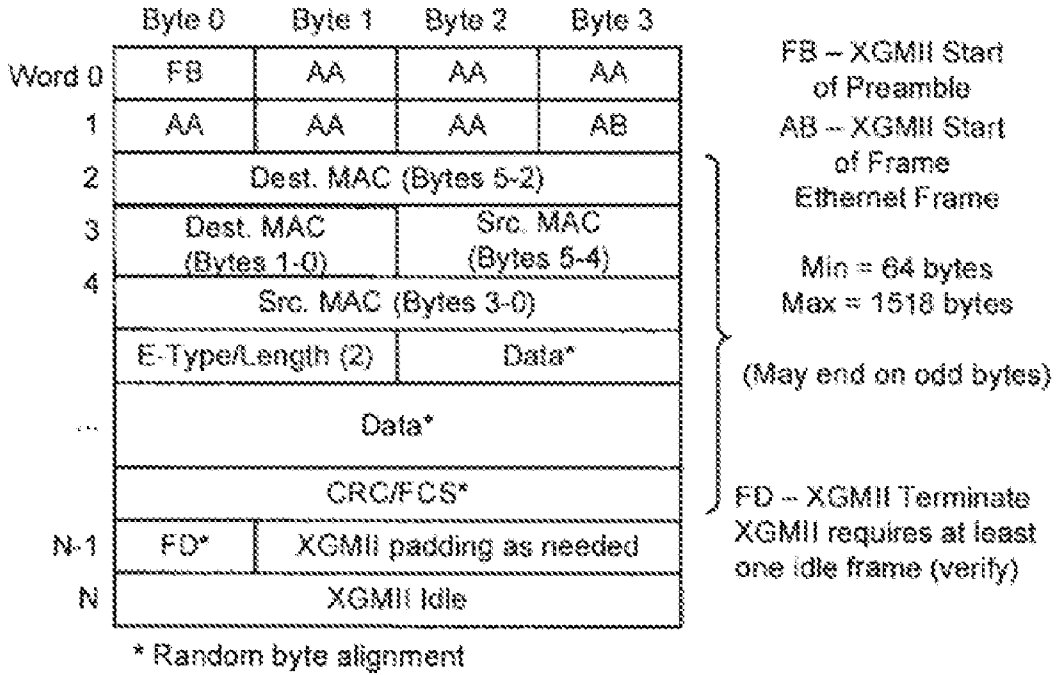 Byte 0 Byte 1 Byte 2 Byte 3
Word 0 FB AA AA AA
1 AA AA AA AB
2 Dest. MAC (Bytes 5-2)
3 Dest. MAC (Bytes 1-0) Src. MAC (Bytes 5-4)
4 Src. MAC (Bytes 3-0)
E-Type/Length (2) Data*
... Data*
CRC/FCS*
N-1 FD* XGMII padding as needed
N XGMII Idle
* Random byte alignment
FB – XGMII Start
of Preamble
AB – XGMII Start
of Frame
Ethernet Frame
Min = 64 bytes
Max = 1518 bytes
(May end on odd bytes)
FD – XGMII Terminate
XGMII requires at least
one idle frame (verify)